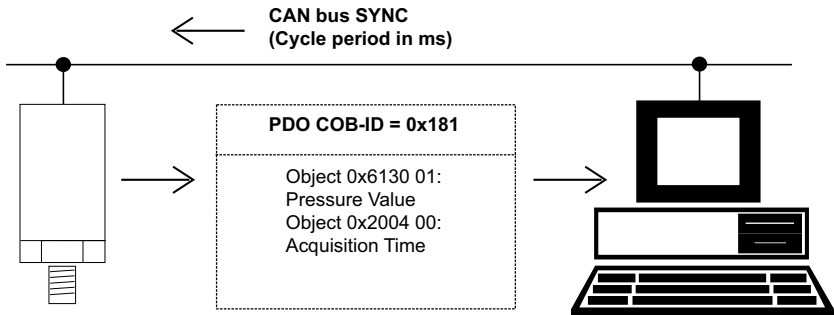 CAN bus SYNC
(Cycle period in ms)
PDO COB-ID = 0x181
Object 0x6130 01:
Pressure Value
Object 0x2004 00:
Acquisition Time